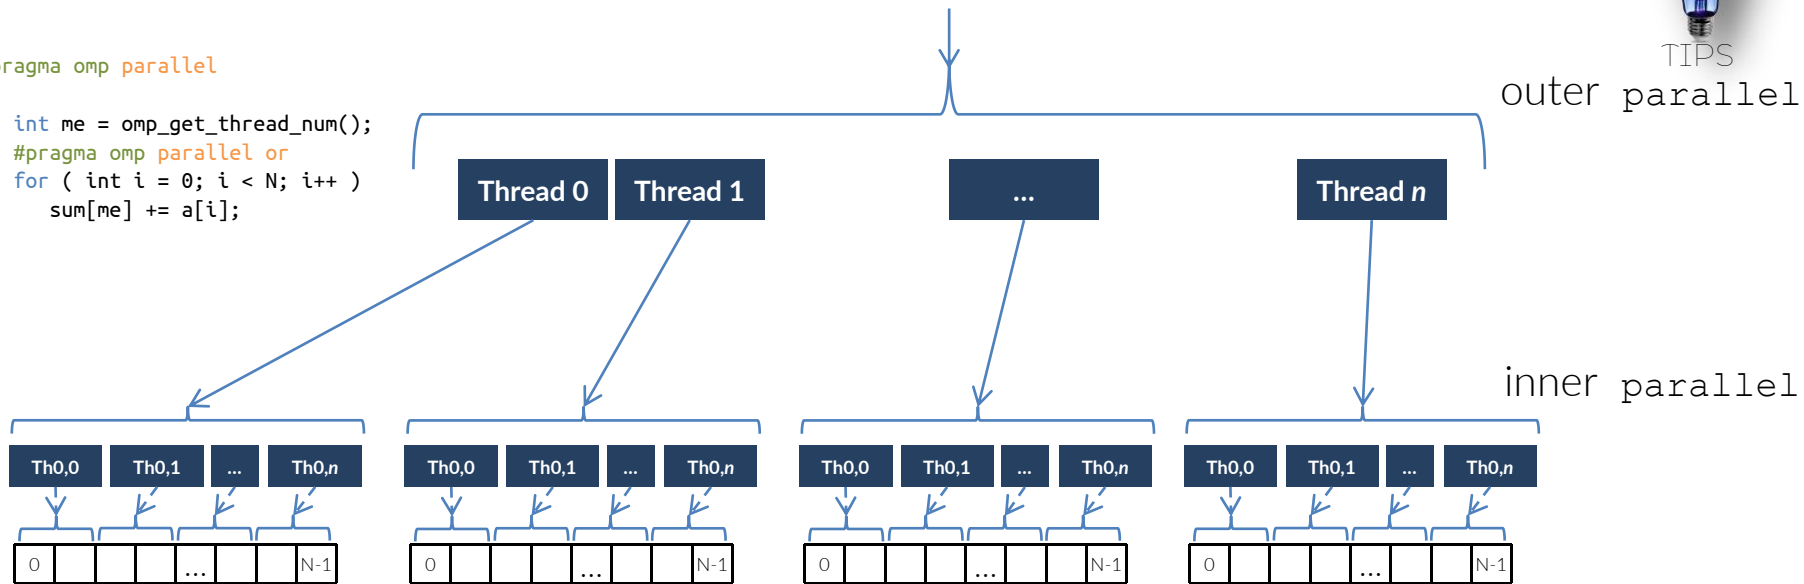 TIPS
outer parallel
ragma omp parallel
int me = omp_get_thread_num();
#pragma omp parallel or
for ( int i = 0; i < N; i++ )
sum[me] += a[i];
Thread 0 Thread 1 ... Thread n
inner parallel
Th0,0 Th0,1 ... Th0,n Th0,0 Th0,1 ... Th0,n Th0,0 Th0,1 ... Th0,n Th0,0 Th0,1 ... Th0,n
0 ... N-1 0 ... N-1 0 ... N-1 0 ... N-1